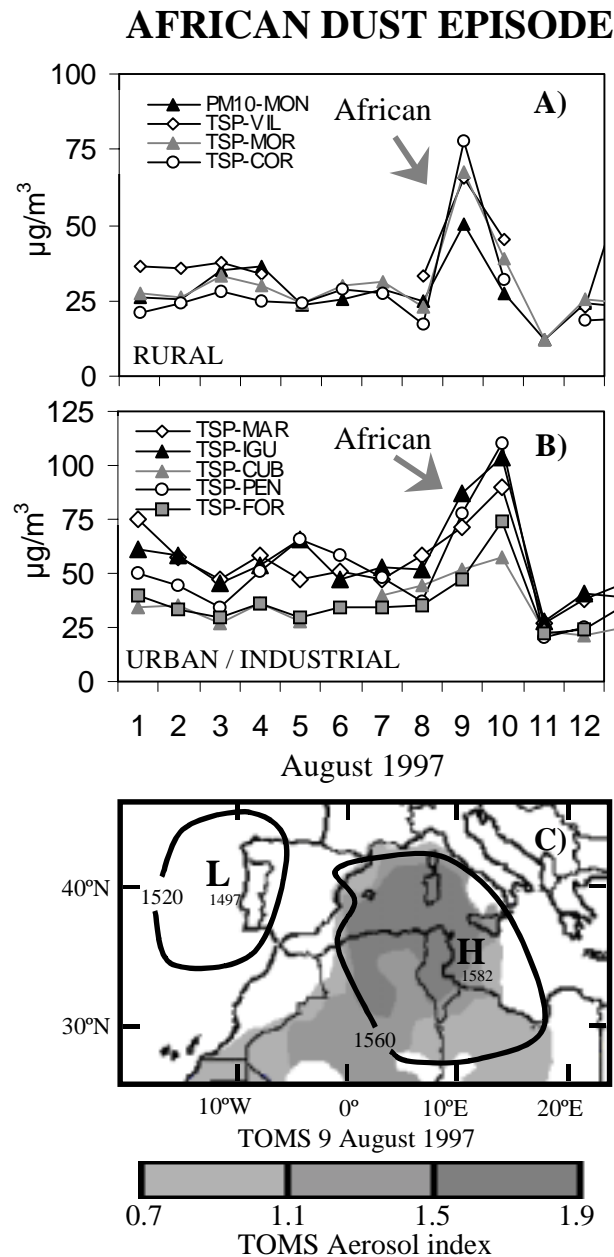 AFRICAN DUST EPISODE
100
75
50
25
0
µg/m³
PM10-MON
TSP-VIL
TSP-MOR
TSP-COR
African
A)
RURAL
125
100
75
50
25
0
µg/m³
TSP-MAR
TSP-IGU
TSP-CUB
TSP-PEN
TSP-FOR
African
B)
URBAN / INDUSTRIAL
1 2 3 4 5 6 7 8 9 10 11 12
August 1997
C)
40ºN
30ºN
1520
L
1497
H
1582
1560
10ºW 0º 10ºE 20ºE
TOMS 9 August 1997
0.7 1.1 1.5 1.9
TOMS Aerosol index